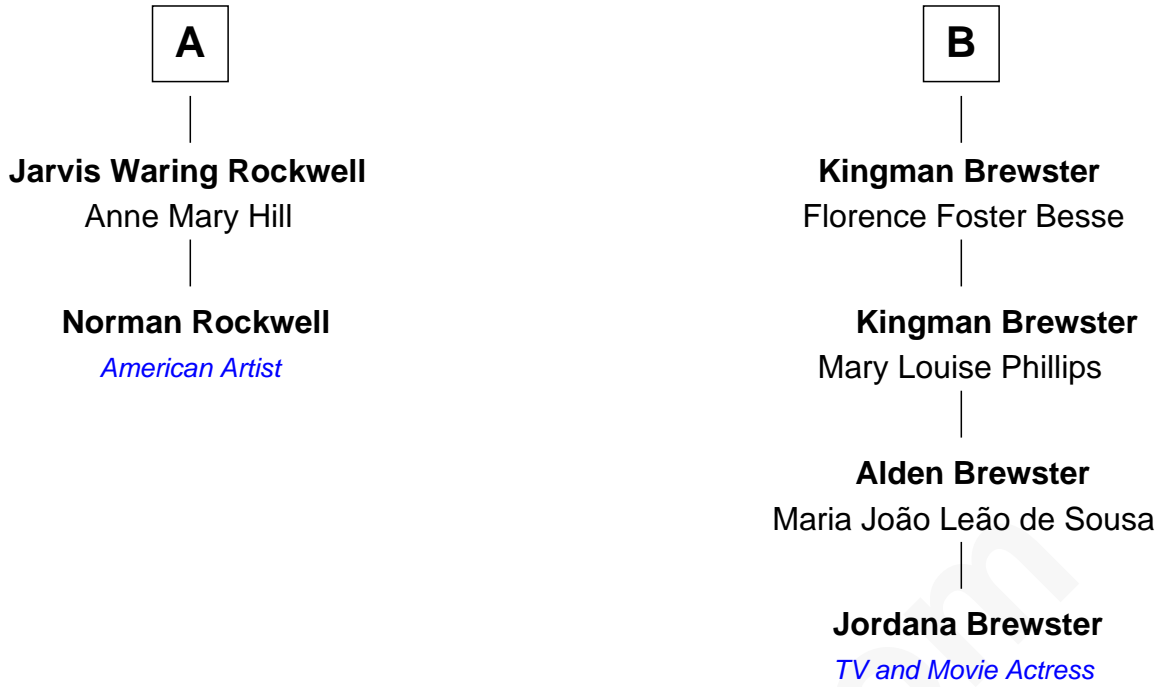 A
Jarvis Waring Rockwell
Anne Mary Hill
Norman Rockwell
American Artist
B
Kingman Brewster
Florence Foster Besse
Kingman Brewster
Mary Louise Phillips
Alden Brewster
Maria João Leão de Sousa
Jordana Brewster
TV and Movie Actress